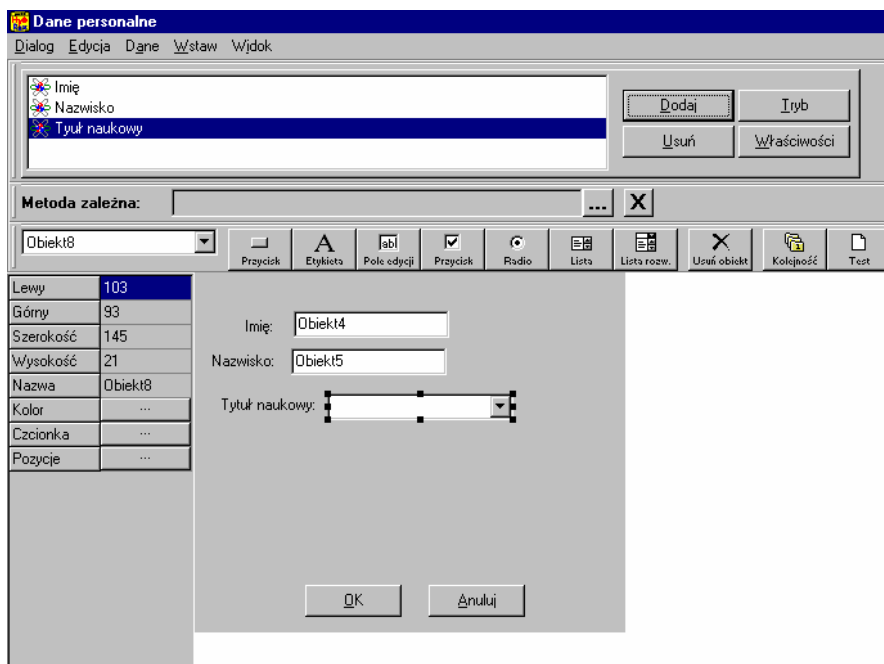 Dane personalne
Dialog Edycja Dane Wstaw Widok
Imię
Nazwisko
Tyuł naukowy
Dodaj Tryb
Usuń Właściwości
Metoda zależna: ... X
Obiekt8
Przycisk Etykieta Pole edycji Przycisk Radio Lista Lista rozw. Usuń obiekt Kolejność Test
Lewy 103
Górny 93
Szerokość 145
Wysokość 21
Nazwa Obiekt8
Kolor ...
Czcionka ...
Pozycje ...
Imię: Obiekt4
Nazwisko: Obiekt5
Tytuł naukowy:
OK Anuluj